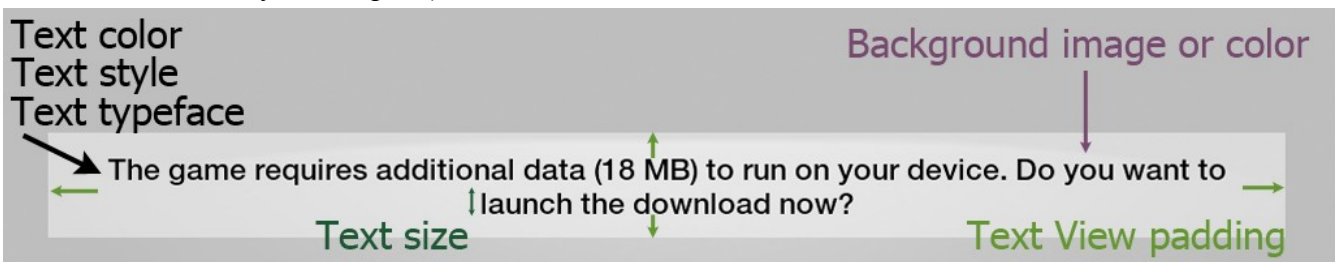 Text color
Text style
Text typeface
Background image or color
The game requires additional data (18 MB) to run on your device. Do you want to
launch the download now?
Text size
Text View padding